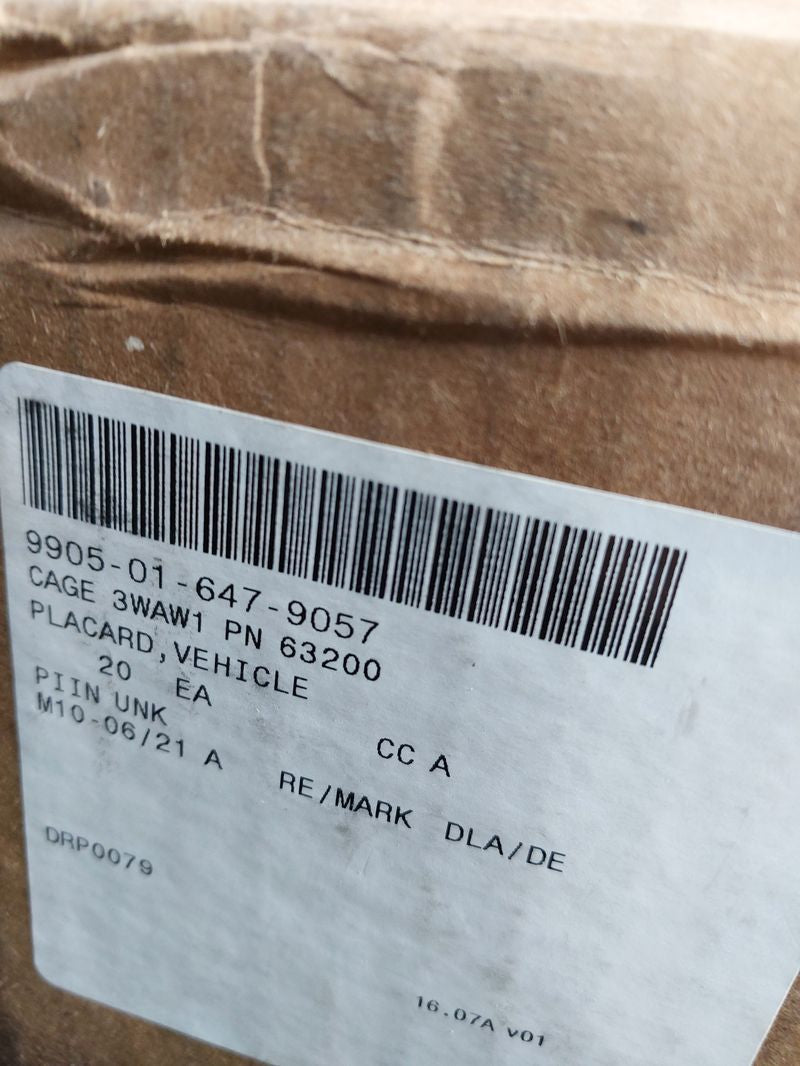 9905-01-647-9057
CAGE 3WAW1 PN 63200
PLACARD,VEHICLE
20 EA
PIIN UNK
CC A
M10-06/21 A
RE/MARK DLA/DE
DRP0079
16.07A v01